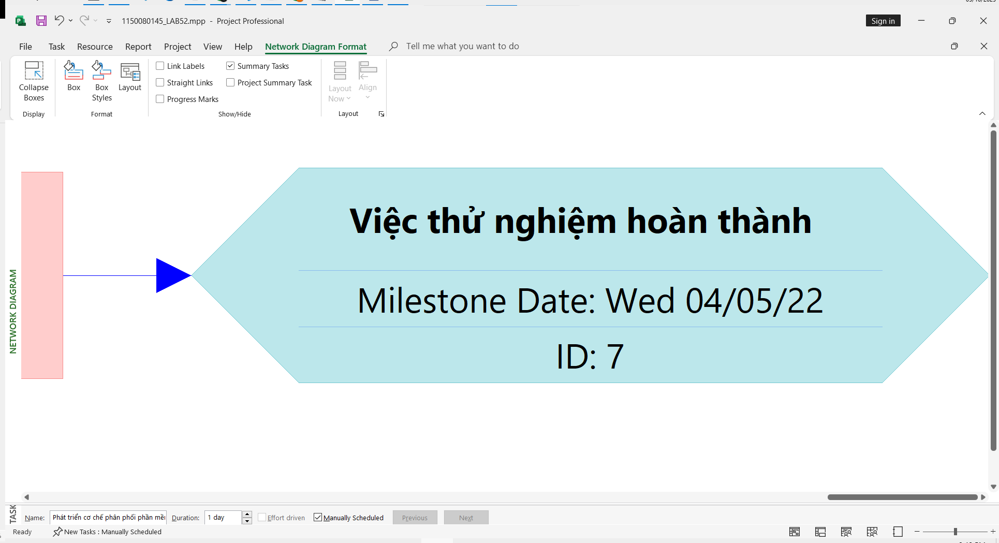 1150080145_LAB52.mpp - Project Professional
Sign in
File Task Resource Report Project View Help Network Diagram Format Tell me what you want to do
Collapse Boxes
Box
Box Styles
Layout
Link Labels
Straight Links
Progress Marks
Summary Tasks
Project Summary Task
Layout Now
Align
Display
Format
Show/Hide
Layout
NETWORK DIAGRAM
Việc thử nghiệm hoàn thành
Milestone Date: Wed 04/05/22
ID: 7
TASK
Name: Phát triển cơ chế phân phối phần mềm Duration: 1 day Effort driven Manually Scheduled Previous Next
Ready New Tasks : Manually Scheduled